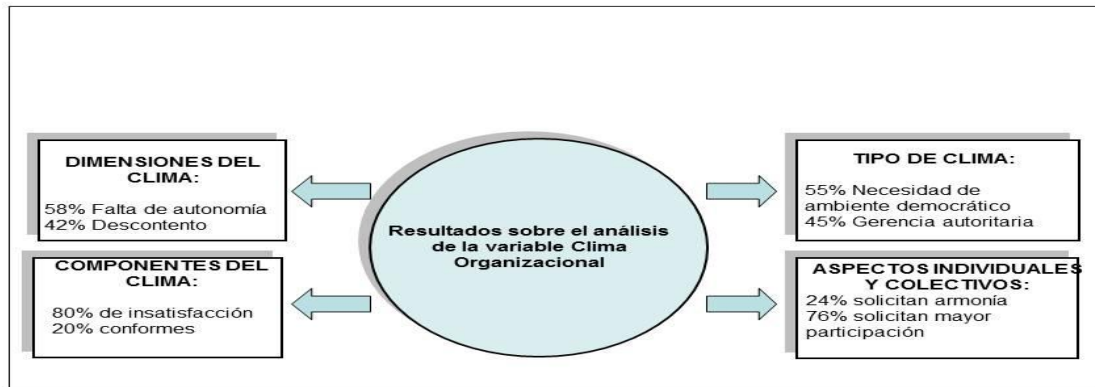 DIMENSIONES DEL
CLIMA:
58% Falta de autonomía
42% Descontento
COMPONENTES DEL
CLIMA:
80% de insatisfacción
20% conformes
Resultados sobre el análisis
de la variable Clima
Organizacional
TIPO DE CLIMA:
55% Necesidad de
ambiente democrático
45% Gerencia autoritaria
ASPECTOS INDIVIDUALES
Y COLECTIVOS:
24% solicitan armonía
76% solicitan mayor
participación